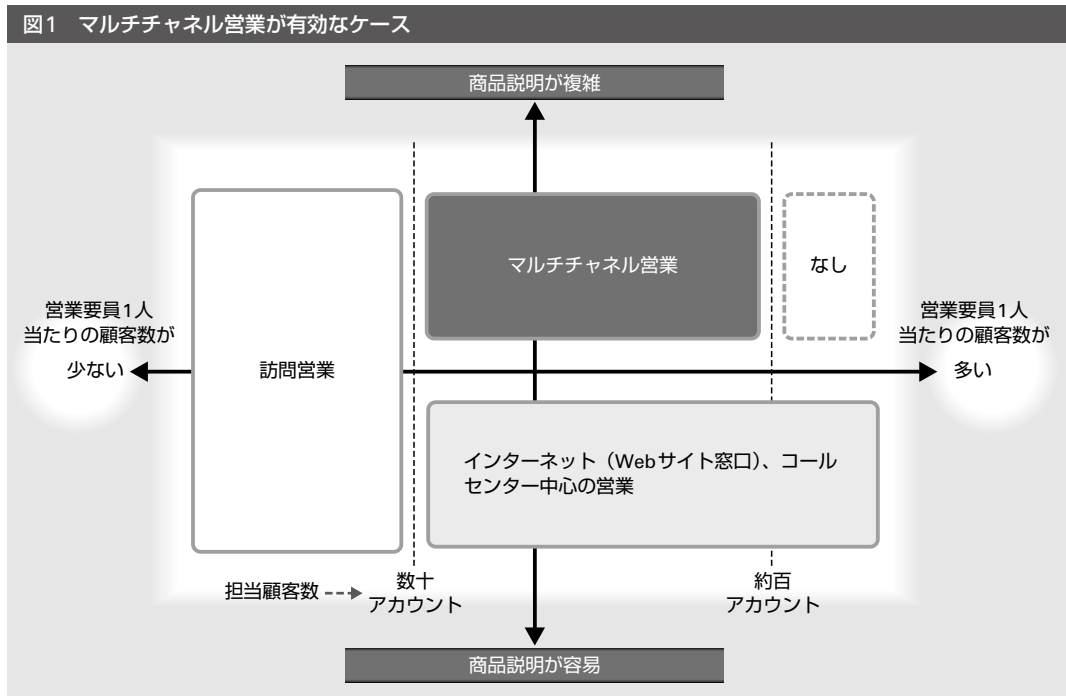 図1 マルチチャネル営業が有効なケース
商品説明が複雑
マルチチャネル営業
なし
営業要員1人
当たりの顧客数が
少ない
訪問営業
営業要員1人
当たりの顧客数が
多い
インターネット（Webサイト窓口）、コール
センター中心の営業
担当顧客数
数十
アカウント
約百
アカウント
商品説明が容易